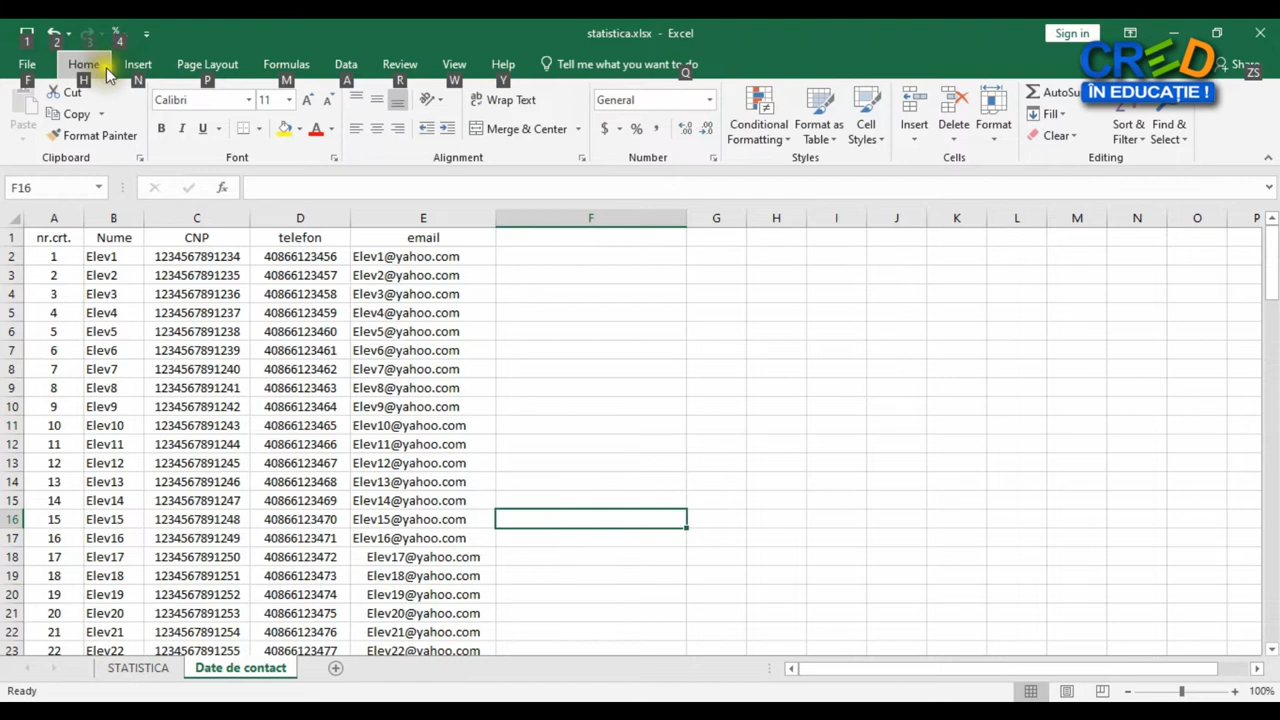 statistica.xlsx - Excel
Sign in
1 2 3 4
File Home Insert Page Layout Formulas Data Review View Help Tell me what you want to do Share
F H N P M A R W Y Q ZS
CRED
ÎN EDUCAȚIE !
Paste
Cut
Copy
Format Painter
Clipboard
Calibri 11
B I U
Font
Wrap Text
Merge & Center
Alignment
General
$ % ,
Number
Conditional Formatting
Format as Table
Cell Styles
Styles
Insert Delete Format
Cells
Fill
Clear
Sort & Filter
Find & Select
Editing
F16
fx
A B C D E F G H I J K L M N O P
1 nr.crt. Nume CNP telefon email
2 1 Elev1 1234567891234 40866123456 Elev1@yahoo.com
3 2 Elev2 1234567891235 40866123457 Elev2@yahoo.com
4 3 Elev3 1234567891236 40866123458 Elev3@yahoo.com
5 4 Elev4 1234567891237 40866123459 Elev4@yahoo.com
6 5 Elev5 1234567891238 40866123460 Elev5@yahoo.com
7 6 Elev6 1234567891239 40866123461 Elev6@yahoo.com
8 7 Elev7 1234567891240 40866123462 Elev7@yahoo.com
9 8 Elev8 1234567891241 40866123463 Elev8@yahoo.com
10 9 Elev9 1234567891242 40866123464 Elev9@yahoo.com
11 10 Elev10 1234567891243 40866123465 Elev10@yahoo.com
12 11 Elev11 1234567891244 40866123466 Elev11@yahoo.com
13 12 Elev12 1234567891245 40866123467 Elev12@yahoo.com
14 13 Elev13 1234567891246 40866123468 Elev13@yahoo.com
15 14 Elev14 1234567891247 40866123469 Elev14@yahoo.com
16 15 Elev15 1234567891248 40866123470 Elev15@yahoo.com
17 16 Elev16 1234567891249 40866123471 Elev16@yahoo.com
18 17 Elev17 1234567891250 40866123472 Elev17@yahoo.com
19 18 Elev18 1234567891251 40866123473 Elev18@yahoo.com
20 19 Elev19 1234567891252 40866123474 Elev19@yahoo.com
21 20 Elev20 1234567891253 40866123475 Elev20@yahoo.com
22 21 Elev21 1234567891254 40866123476 Elev21@yahoo.com
23 22 Elev22 1234567891255 40866123477 Elev22@yahoo.com
STATISTICA Date de contact
Ready
100%